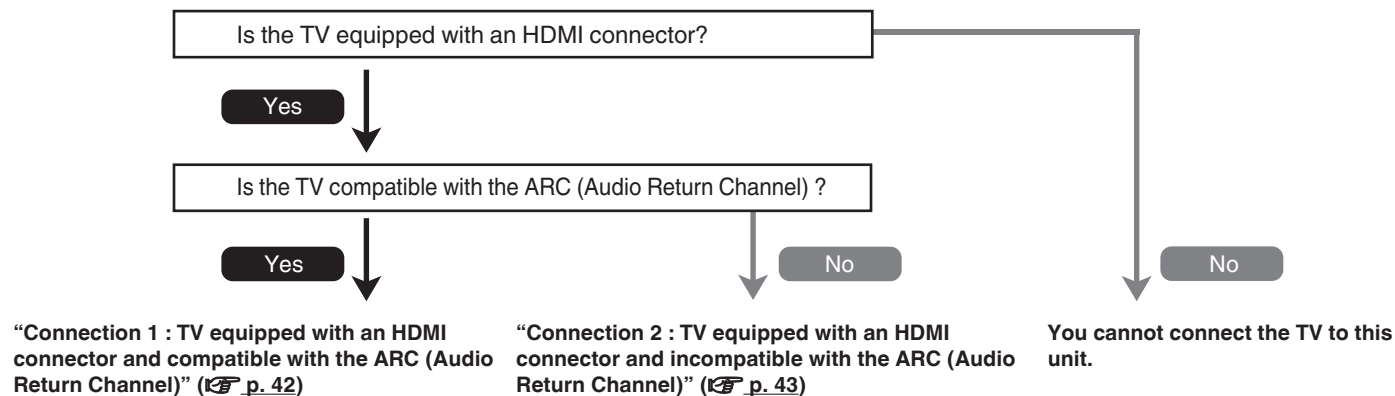 Is the TV equipped with an HDMI connector?
Yes
Is the TV compatible with the ARC (Audio Return Channel) ?
Yes
No
No
“Connection 1 : TV equipped with an HDMI
connector and compatible with the ARC (Audio
Return Channel)” (☞ p. 42)
“Connection 2 : TV equipped with an HDMI
connector and incompatible with the ARC (Audio
Return Channel)” (☞ p. 43)
You cannot connect the TV to this
unit.